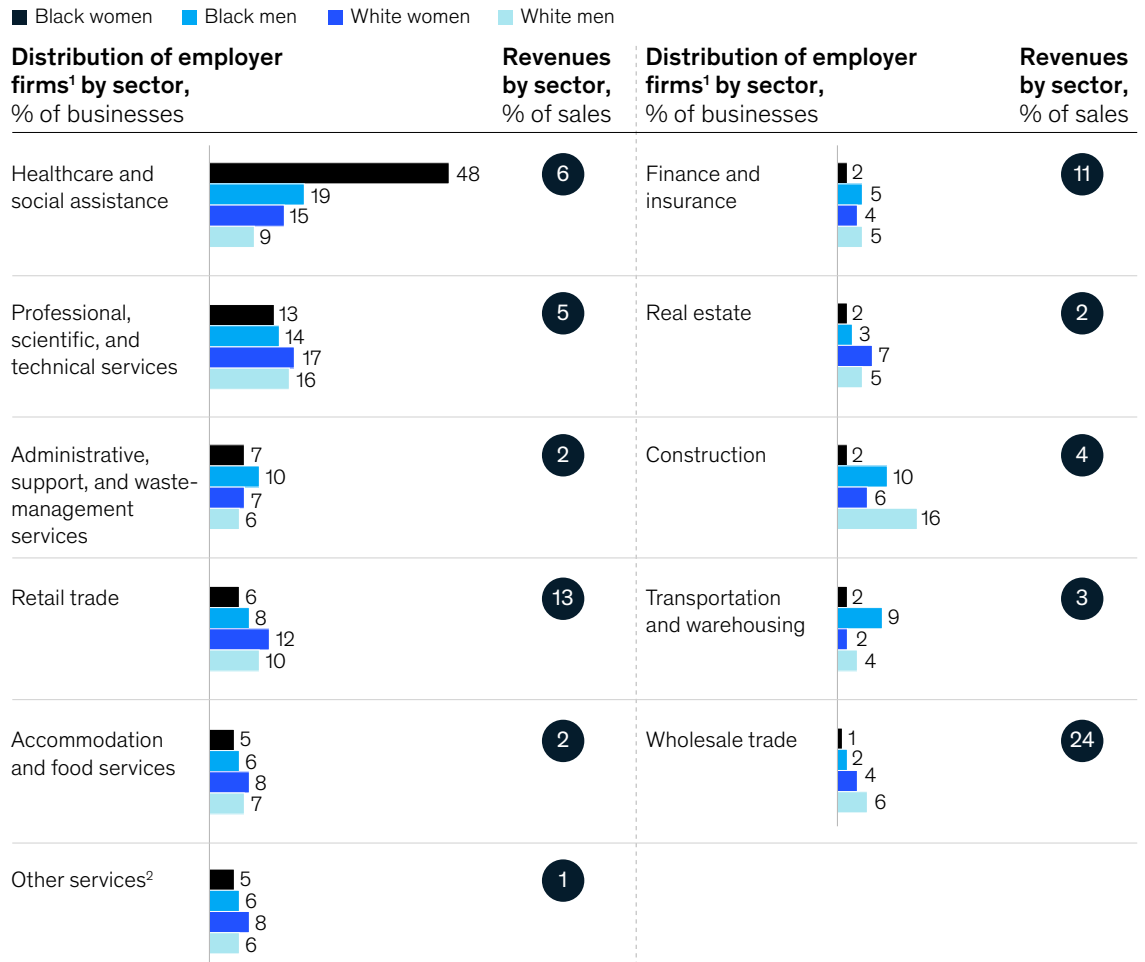 Black women Black men White women White men
Distribution of employer
firms¹ by sector,
% of businesses
Revenues
by sector,
% of sales
Distribution of employer
firms¹ by sector,
% of businesses
Revenues
by sector,
% of sales
Healthcare and
social assistance
48
19
15
9
6
Professional,
scientific, and
technical services
13
14
17
16
5
Administrative,
support, and waste-
management
services
7
10
7
6
2
Retail trade
6
8
12
10
13
Accommodation
and food services
5
6
8
7
2
Other services²
5
6
8
6
1
Finance and
insurance
2
5
4
5
11
Real estate
2
3
7
5
2
Construction
2
10
6
16
4
Transportation
and warehousing
2
9
2
4
3
Wholesale trade
1
2
4
6
24